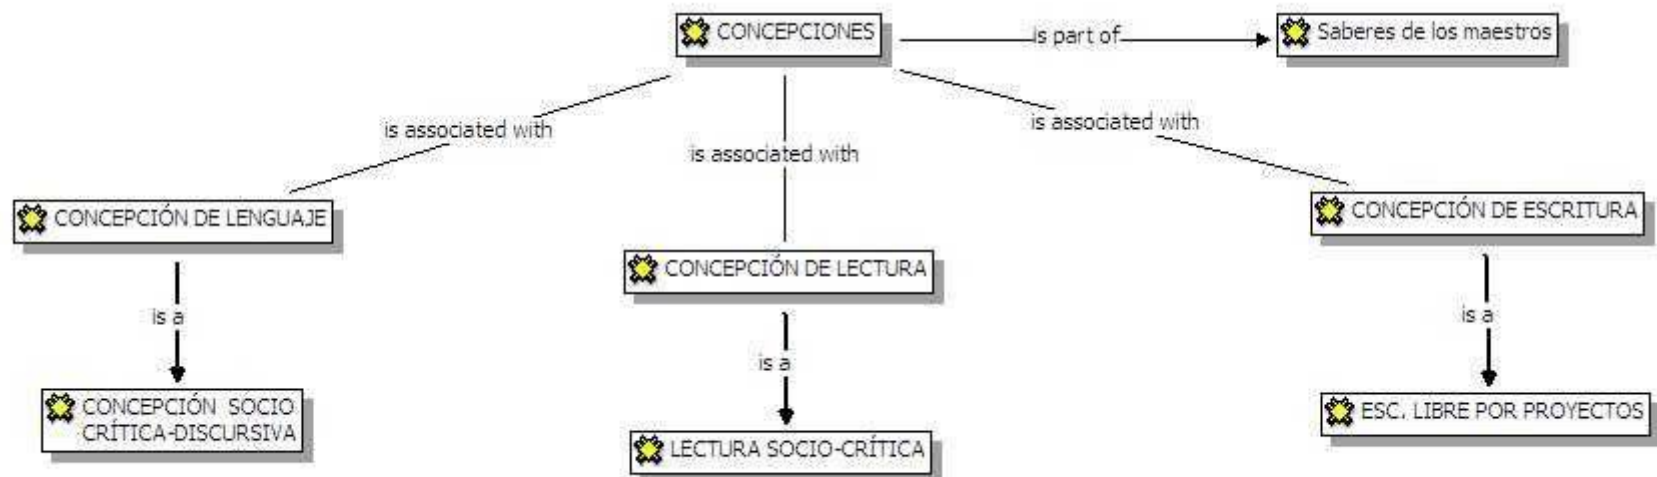 CONCEPCIONES
is part of
Saberes de los maestros
is associated with
is associated with
is associated with
CONCEPCIÓN DE LENGUAJE
CONCEPCIÓN DE LECTURA
CONCEPCIÓN DE ESCRITURA
is a
is a
is a
CONCEPCIÓN SOCIO
CRÍTICA-DISCURSIVA
LECTURA SOCIO-CRÍTICA
ESC. LIBRE POR PROYECTOS